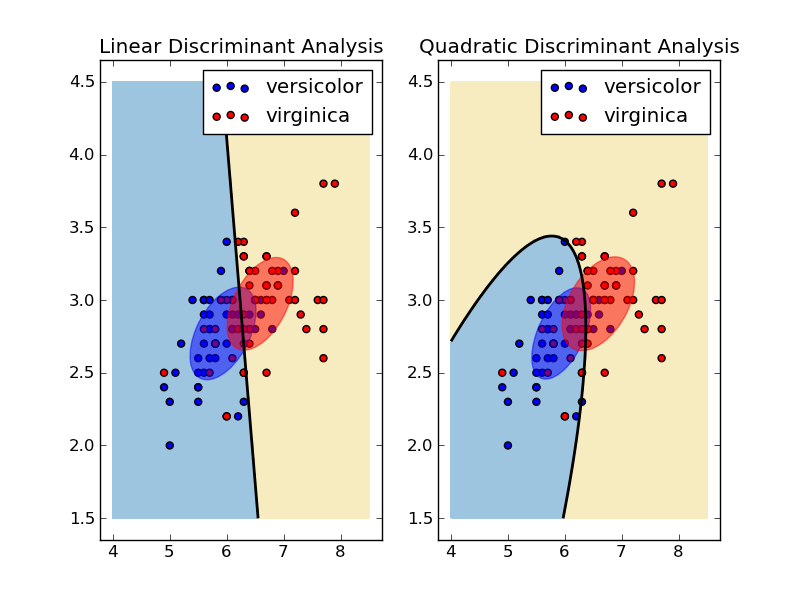 Linear Discriminant Analysis
versicolor
virginica
4.5
4.0
3.5
3.0
2.5
2.0
1.5
4 5 6 7 8
Quadratic Discriminant Analysis
versicolor
virginica
4.5
4.0
3.5
3.0
2.5
2.0
1.5
4 5 6 7 8